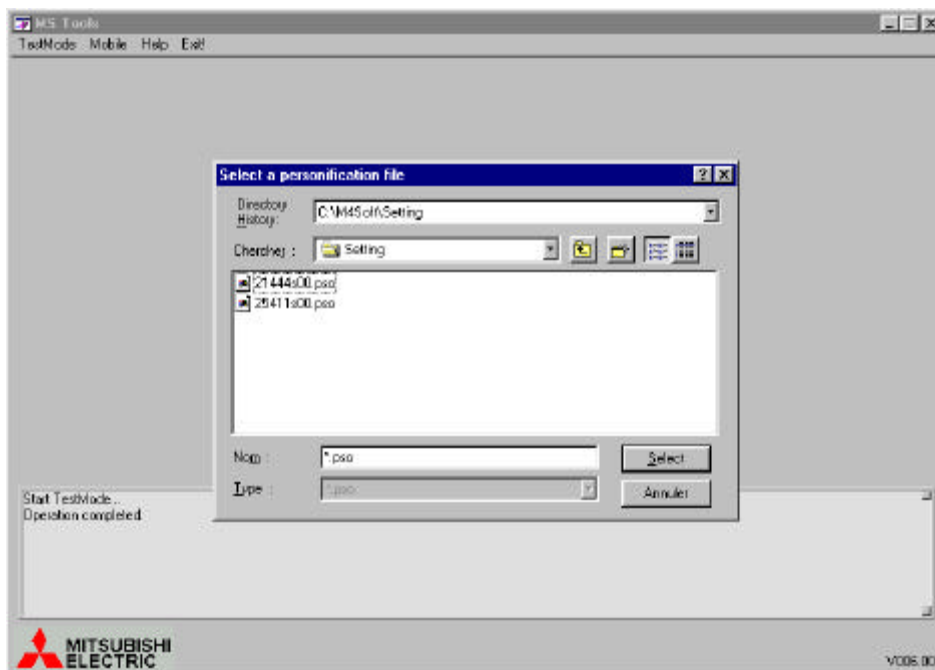 MS Tools
TestMode Mobile Help Exit!
Select a personification file
Directory
History:
C:\M4Soft\Setting
Chercher :
Setting
21444s00.pso
25411s00.pso
Nom :
*.pso
Select
Type :
*.pso
Annuler
Start TestMode...
Operation completed.
MITSUBISHI
ELECTRIC
V006.00